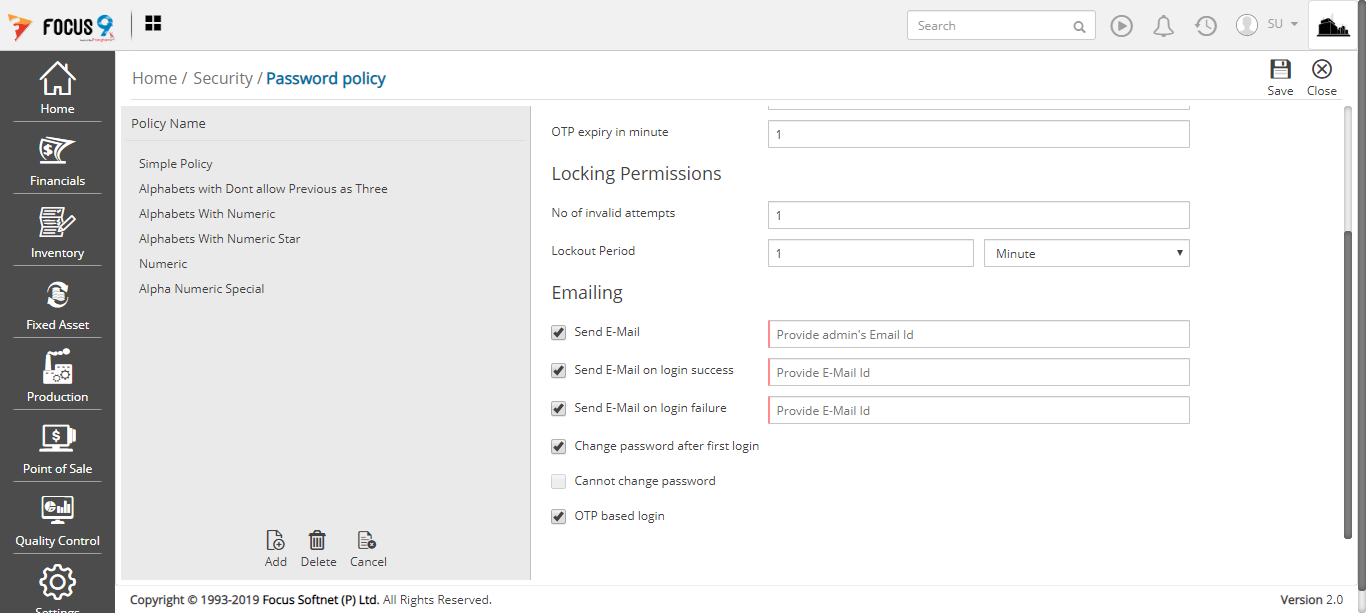 FOCUS 9
Search
SU
Home
Financials
Inventory
Fixed Asset
Production
Point of Sale
Quality Control
Settings
Home / Security / Password policy
Save
Close
Policy Name
Simple Policy
Alphabets with Dont allow Previous as Three
Alphabets With Numeric
Alphabets With Numeric Star
Numeric
Alpha Numeric Special
Add
Delete
Cancel
OTP expiry in minute
1
Locking Permissions
No of invalid attempts
1
Lockout Period
1
Minute
Emailing
Send E-Mail
Provide admin's Email Id
Send E-Mail on login success
Provide E-Mail Id
Send E-Mail on login failure
Provide E-Mail Id
Change password after first login
Cannot change password
OTP based login
Copyright © 1993-2019 Focus Softnet (P) Ltd. All Rights Reserved.
Version 2.0